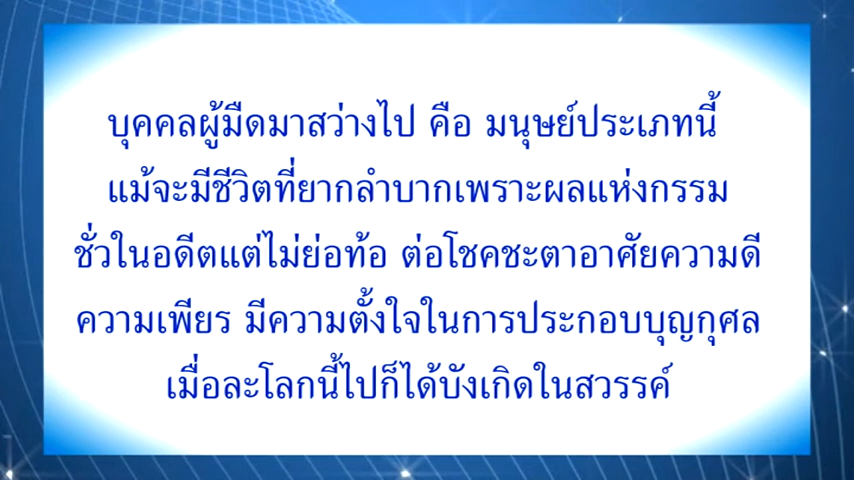 บุคคลผู้มืดมาสว่างไป คือ มนุษย์ประเภทนี้
แม้จะมีชีวิตที่ยากลำบากเพราะผลแห่งกรรม
ชั่วในอดีตแต่ไม่ย่อท้อ ต่อโชคชะตาอาศัยความดี
ความเพียร มีความตั้งใจในการประกอบบุญกุศล
เมื่อละโลกนี้ไปก็ได้บังเกิดในสวรรค์